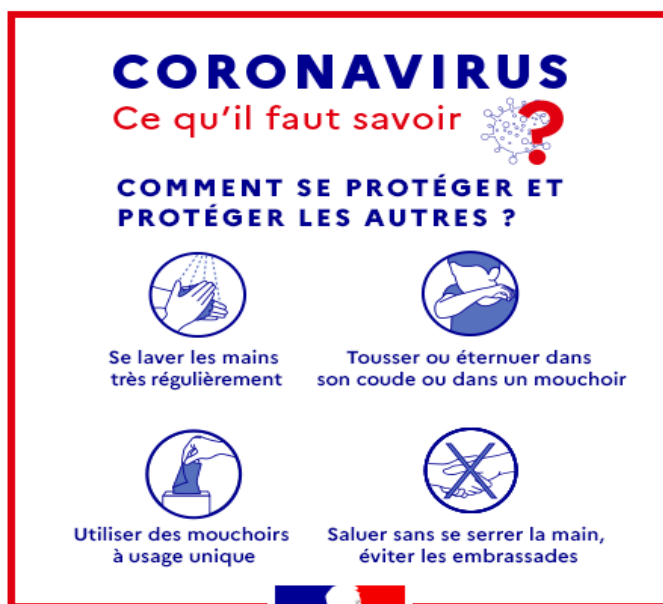 CORONAVIRUS
Ce qu'il faut savoir ?
COMMENT SE PROTÉGER ET
PROTÉGER LES AUTRES ?
Se laver les mains
très régulièrement
Tousser ou éternuer dans
son coude ou dans un mouchoir
Utiliser des mouchoirs
à usage unique
Saluer sans se serrer la main,
éviter les embrassades